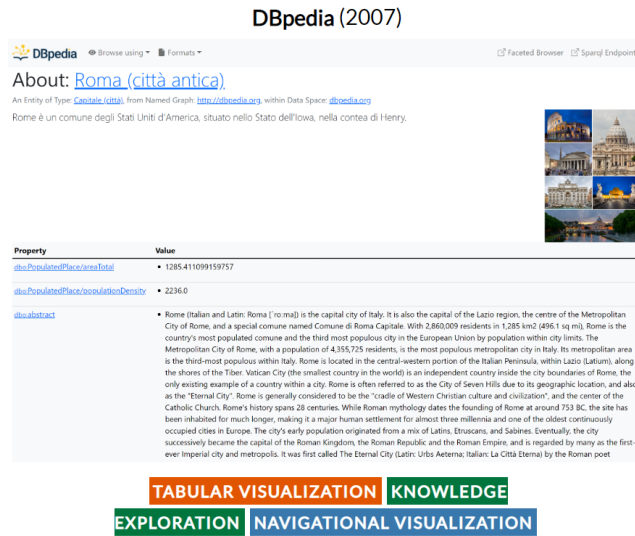 DBpedia (2007)
DBpedia Browse using Formats Faceted Browser Sparql Endpoint
About: Roma (città antica)
An Entity of Type: Capitale (città), from Named Graph: http://dbpedia.org, within Data Space: dbpedia.org
Rome è un comune degli Stati Uniti d'America, situato nello Stato dell'Iowa, nella contea di Henry.
Property Value
dbo:PopulatedPlace/areaTotal • 1285.411099159757
dbo:PopulatedPlace/populationDensity • 2236.0
dbo:abstract • Rome (Italian and Latin: Roma [ˈroːma]) is the capital city of Italy. It is also the capital of the Lazio region, the centre of the Metropolitan
City of Rome, and a special comune named Comune di Roma Capitale. With 2,860,009 residents in 1,285 km2 (496.1 sq mi), Rome is the
country's most populated comune and the third most populous city in the European Union by population within city limits. The
Metropolitan City of Rome, with a population of 4,355,725 residents, is the most populous metropolitan city in Italy. Its metropolitan area
is the third-most populous within Italy. Rome is located in the central-western portion of the Italian Peninsula, within Lazio (Latium), along
the shores of the Tiber. Vatican City (the smallest country in the world) is an independent country inside the city boundaries of Rome, the
only existing example of a country within a city. Rome is often referred to as the City of Seven Hills due to its geographic location, and also
as the "Eternal City". Rome is generally considered to be the "cradle of Western Christian culture and civilization", and the center of the
Catholic Church. Rome's history spans 28 centuries. While Roman mythology dates the founding of Rome at around 753 BC, the site has
been inhabited for much longer, making it a major human settlement for almost three millennia and one of the oldest continuously
occupied cities in Europe. The city's early population originated from a mix of Latins, Etruscans, and Sabines. Eventually, the city
successively became the capital of the Roman Kingdom, the Roman Republic and the Roman Empire, and is regarded by many as the first-
ever Imperial city and metropolis. It was first called The Eternal City (Latin: Urbs Aeterna; Italian: La Città Eterna) by the Roman poet
TABULAR VISUALIZATION KNOWLEDGE
EXPLORATION NAVIGATIONAL VISUALIZATION